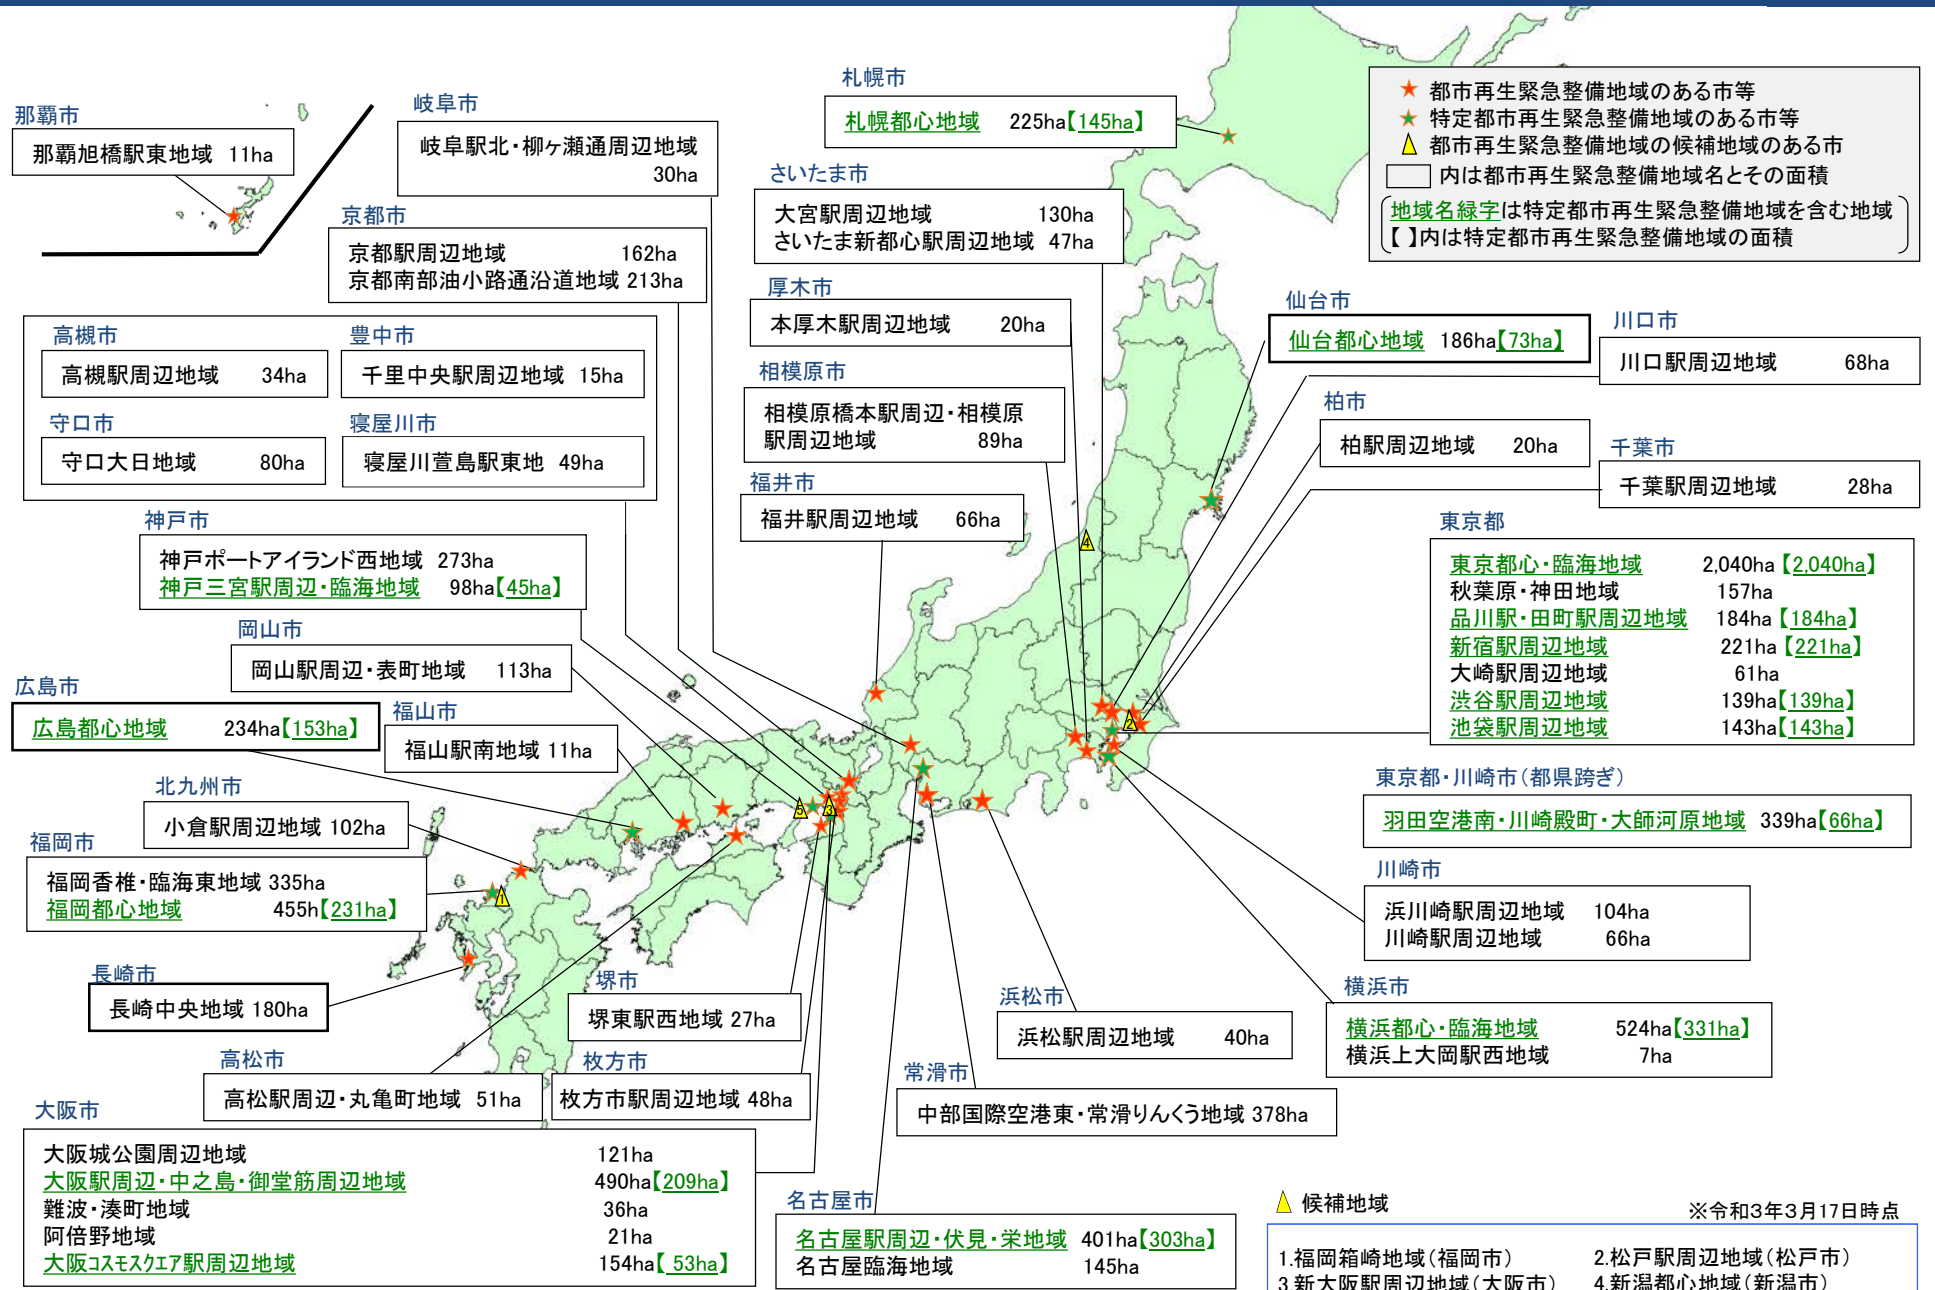 那覇市
那覇旭橋駅東地域 11ha
岐阜市
岐阜駅北・柳ヶ瀬通周辺地域
30ha
京都市
京都駅周辺地域 162ha
京都南部油小路通沿道地域 213ha
高槻市
高槻駅周辺地域 34ha
豊中市
千里中央駅周辺地域 15ha
守口市
守口大日地域 80ha
寝屋川市
寝屋川萱島駅東地 49ha
神戸市
神戸ポートアイランド西地域 273ha
神戸三宮駅周辺・臨海地域 98ha【45ha】
岡山市
岡山駅周辺・表町地域 113ha
広島市
広島都心地域 234ha【153ha】
福山市
福山駅南地域 11ha
北九州市
小倉駅周辺地域 102ha
福岡市
福岡香椎・臨海東地域 335ha
福岡都心地域 455h【231ha】
長崎市
長崎中央地域 180ha
高松市
高松駅周辺・丸亀町地域 51ha
堺市
堺東駅西地域 27ha
枚方市
枚方市駅周辺地域 48ha
大阪市
大阪城公園周辺地域 121ha
大阪駅周辺・中之島・御堂筋周辺地域 490ha【209ha】
難波・湊町地域 36ha
阿倍野地域 21ha
大阪コスモスクエア駅周辺地域 154ha【 53ha】
札幌市
札幌都心地域 225ha【145ha】
さいたま市
大宮駅周辺地域 130ha
さいたま新都心駅周辺地域 47ha
厚木市
本厚木駅周辺地域 20ha
相模原市
相模原橋本駅周辺・相模原
駅周辺地域 89ha
福井市
福井駅周辺地域 66ha
都市再生緊急整備地域のある市等
特定都市再生緊急整備地域のある市等
都市再生緊急整備地域の候補地域のある市
内は都市再生緊急整備地域名とその面積
地域名緑字は特定都市再生緊急整備地域を含む地域
【 】内は特定都市再生緊急整備地域の面積
仙台市
仙台都心地域 186ha【73ha】
川口市
川口駅周辺地域 68ha
柏市
柏駅周辺地域 20ha
千葉市
千葉駅周辺地域 28ha
東京都
東京都心・臨海地域 2,040ha【2,040ha】
秋葉原・神田地域 157ha
品川駅・田町駅周辺地域 184ha【184ha】
新宿駅周辺地域 221ha【221ha】
大崎駅周辺地域 61ha
渋谷駅周辺地域 139ha【139ha】
池袋駅周辺地域 143ha【143ha】
東京都・川崎市（都県跨ぎ）
羽田空港南・川崎殿町・大師河原地域 339ha【66ha】
川崎市
浜川崎駅周辺地域 104ha
川崎駅周辺地域 66ha
横浜市
横浜都心・臨海地域 524ha【331ha】
横浜上大岡駅西地域 7ha
浜松市
浜松駅周辺地域 40ha
常滑市
中部国際空港東・常滑りんくう地域 378ha
名古屋市
名古屋駅周辺・伏見・栄地域 401ha【303ha】
名古屋臨海地域 145ha
4
2
3
5
1
候補地域
※令和3年3月17日時点
1.福岡箱崎地域（福岡市） 2.松戸駅周辺地域（松戸市）
3.新大阪駅周辺地域（大阪市） 4.新潟都心地域（新潟市）